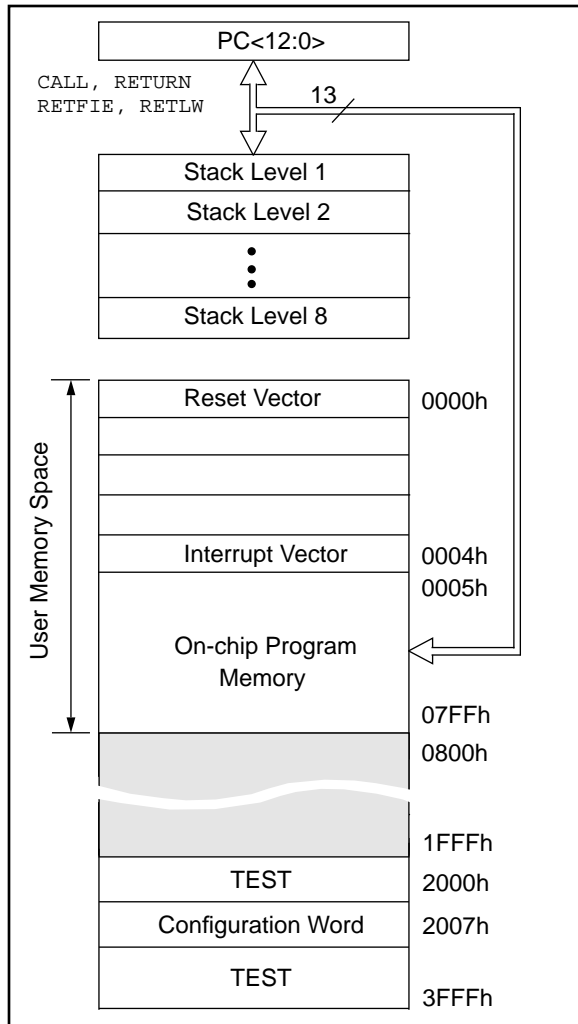 PC<12:0>
CALL, RETURN
RETFIE, RETLW
13
Stack Level 1
Stack Level 2
Stack Level 8
User Memory Space
Reset Vector
0000h
Interrupt Vector
0004h
0005h
On-chip Program
Memory
07FFh
0800h
1FFFh
TEST
2000h
Configuration Word
2007h
TEST
3FFFh